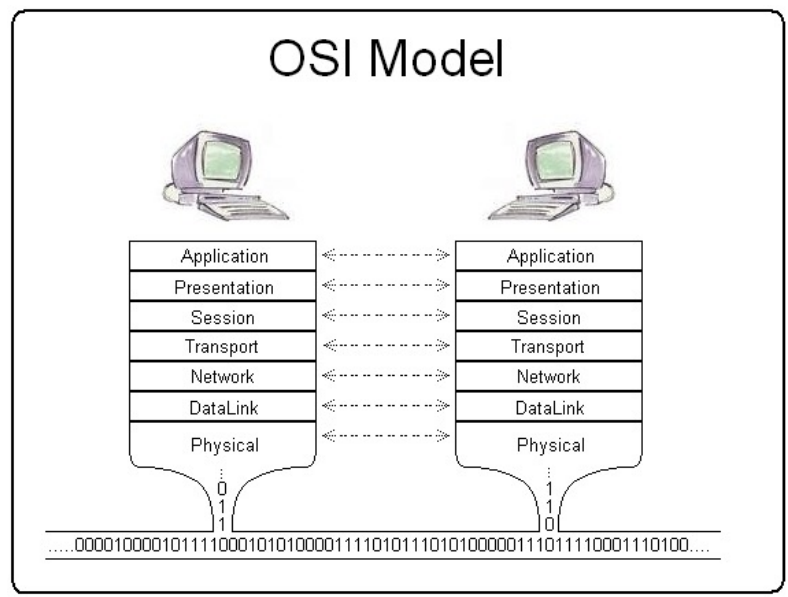 OSI Model
Application Application
Presentation Presentation
Session Session
Transport Transport
Network Network
DataLink DataLink
Physical Physical
0 1
1 1
1 0
.....0000100001011110001010100001111010111010100000111011110001110100....